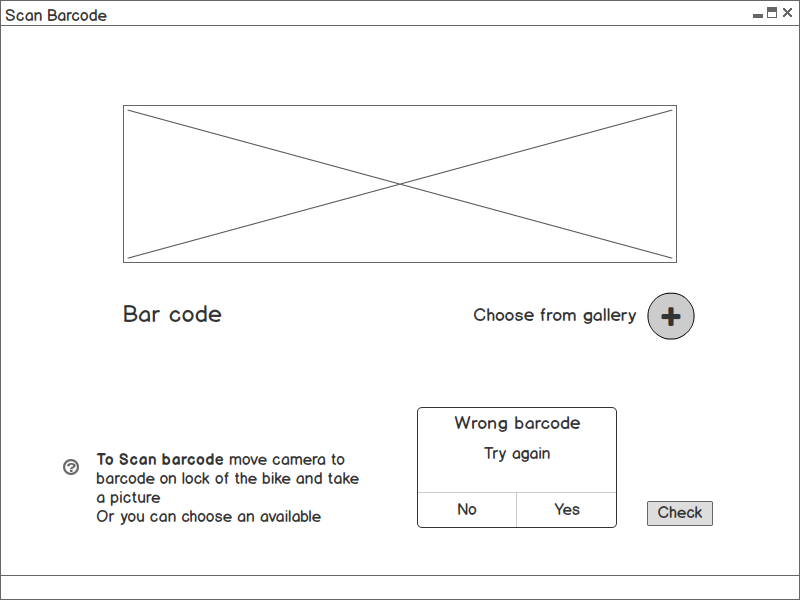 Scan Barcode
Bar code
Choose from gallery
Wrong barcode
Try again
No
Yes
To Scan barcode move camera to
barcode on lock of the bike and take
a picture
Or you can choose an available
Check